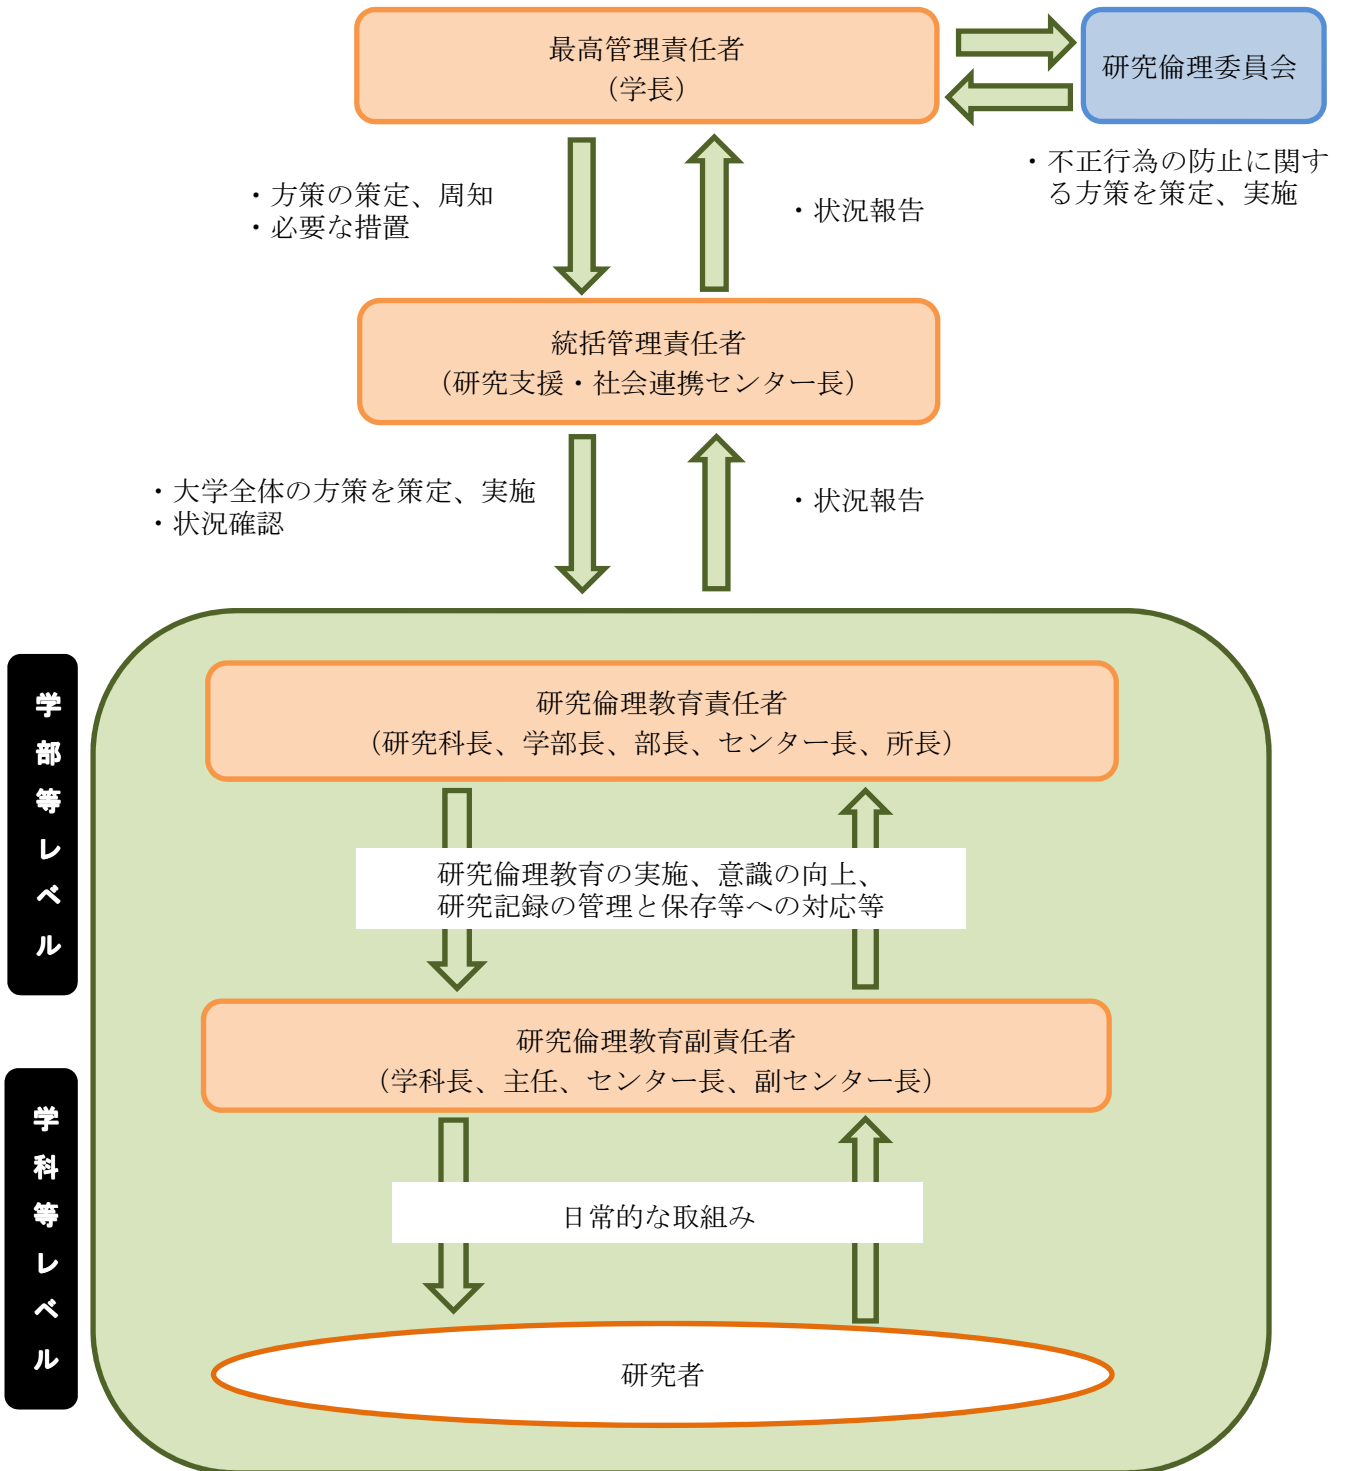 最高管理責任者
（学長）
研究倫理委員会
・不正行為の防止に関す
る方策を策定、実施
・方策の策定、周知
・必要な措置
・状況報告
統括管理責任者
（研究支援・社会連携センター長）
・大学全体の方策を策定、実施
・状況確認
・状況報告
学部等レベル
研究倫理教育責任者
（研究科長、学部長、部長、センター長、所長）
研究倫理教育の実施、意識の向上、
研究記録の管理と保存等への対応等
研究倫理教育副責任者
（学科長、主任、センター長、副センター長）
学科等レベル
日常的な取組み
研究者